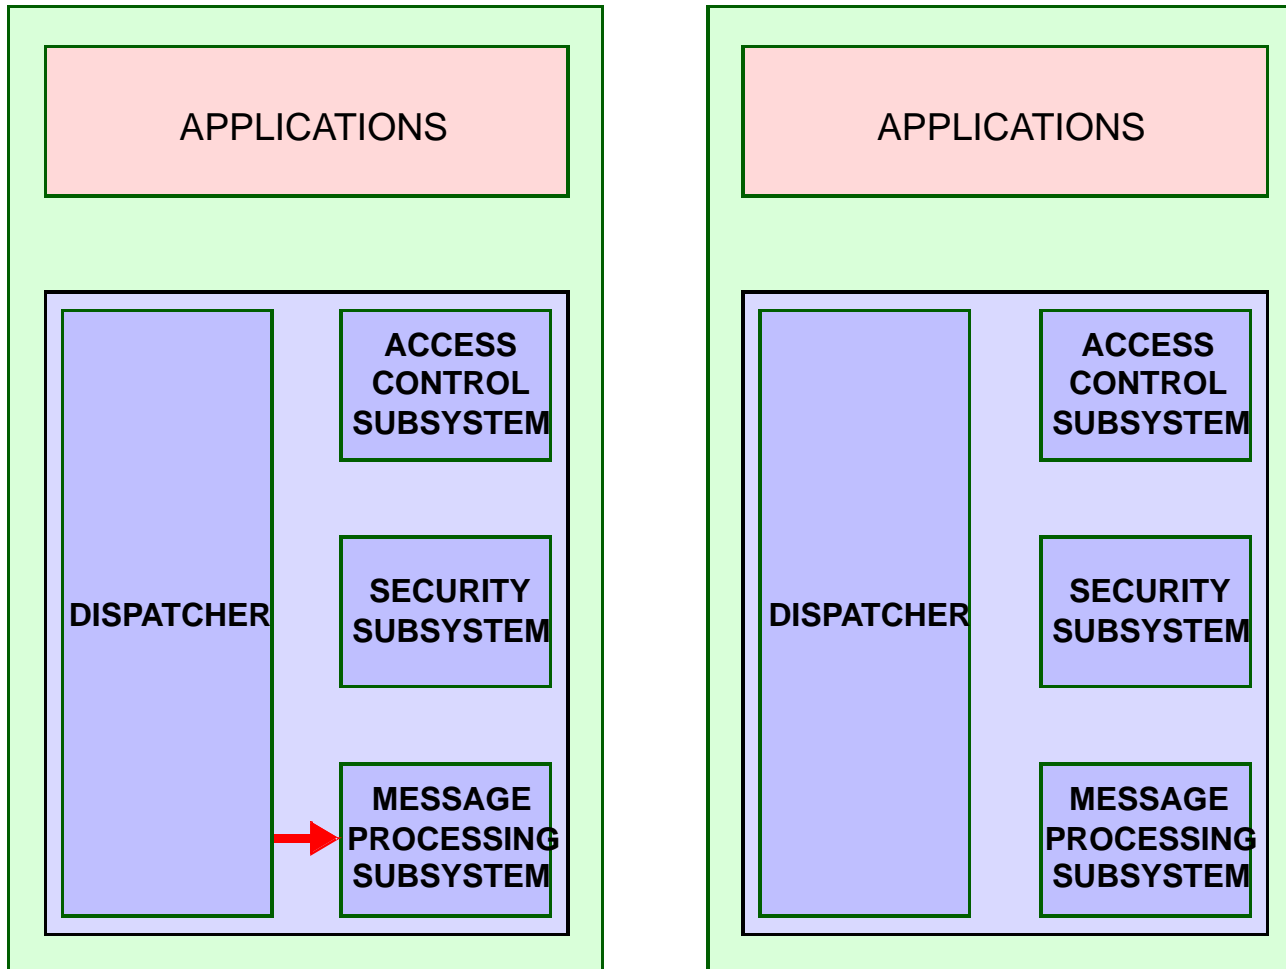 APPLICATIONS
ACCESS
CONTROL
SUBSYSTEM
SECURITY
SUBSYSTEM
DISPATCHER
MESSAGE
PROCESSING
SUBSYSTEM
APPLICATIONS
ACCESS
CONTROL
SUBSYSTEM
SECURITY
SUBSYSTEM
DISPATCHER
MESSAGE
PROCESSING
SUBSYSTEM